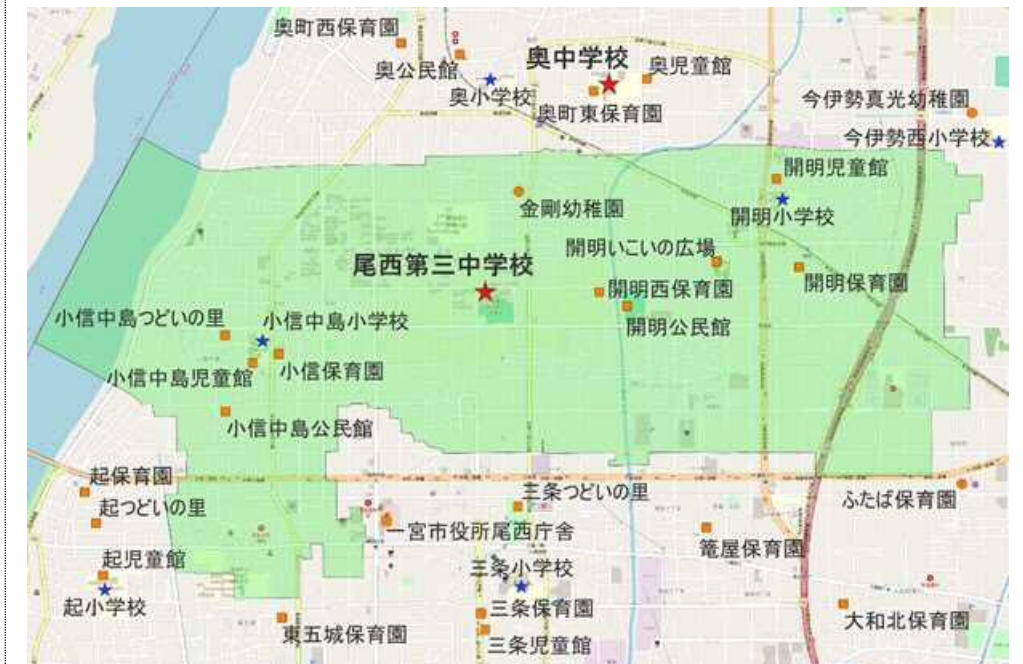 奥町西保育園
奥公民館
奥中学校
奥児童館
奥小学校
奥町東保育園
今伊勢真光幼稚園
今伊勢西小学校
開明児童館
金剛幼稚園
開明小学校
開明いこいの広場
尾西第三中学校
開明西保育園
開明保育園
開明公民館
小信中島つどいの里
小信中島小学校
小信中島児童館
小信保育園
小信中島公民館
起保育園
起つどいの里
三条つどいの里
ふたば保育園
一宮市役所尾西庁舎
篭屋保育園
起児童館
三条小学校
起小学校
三条保育園
大和北保育園
東五城保育園
三条児童館